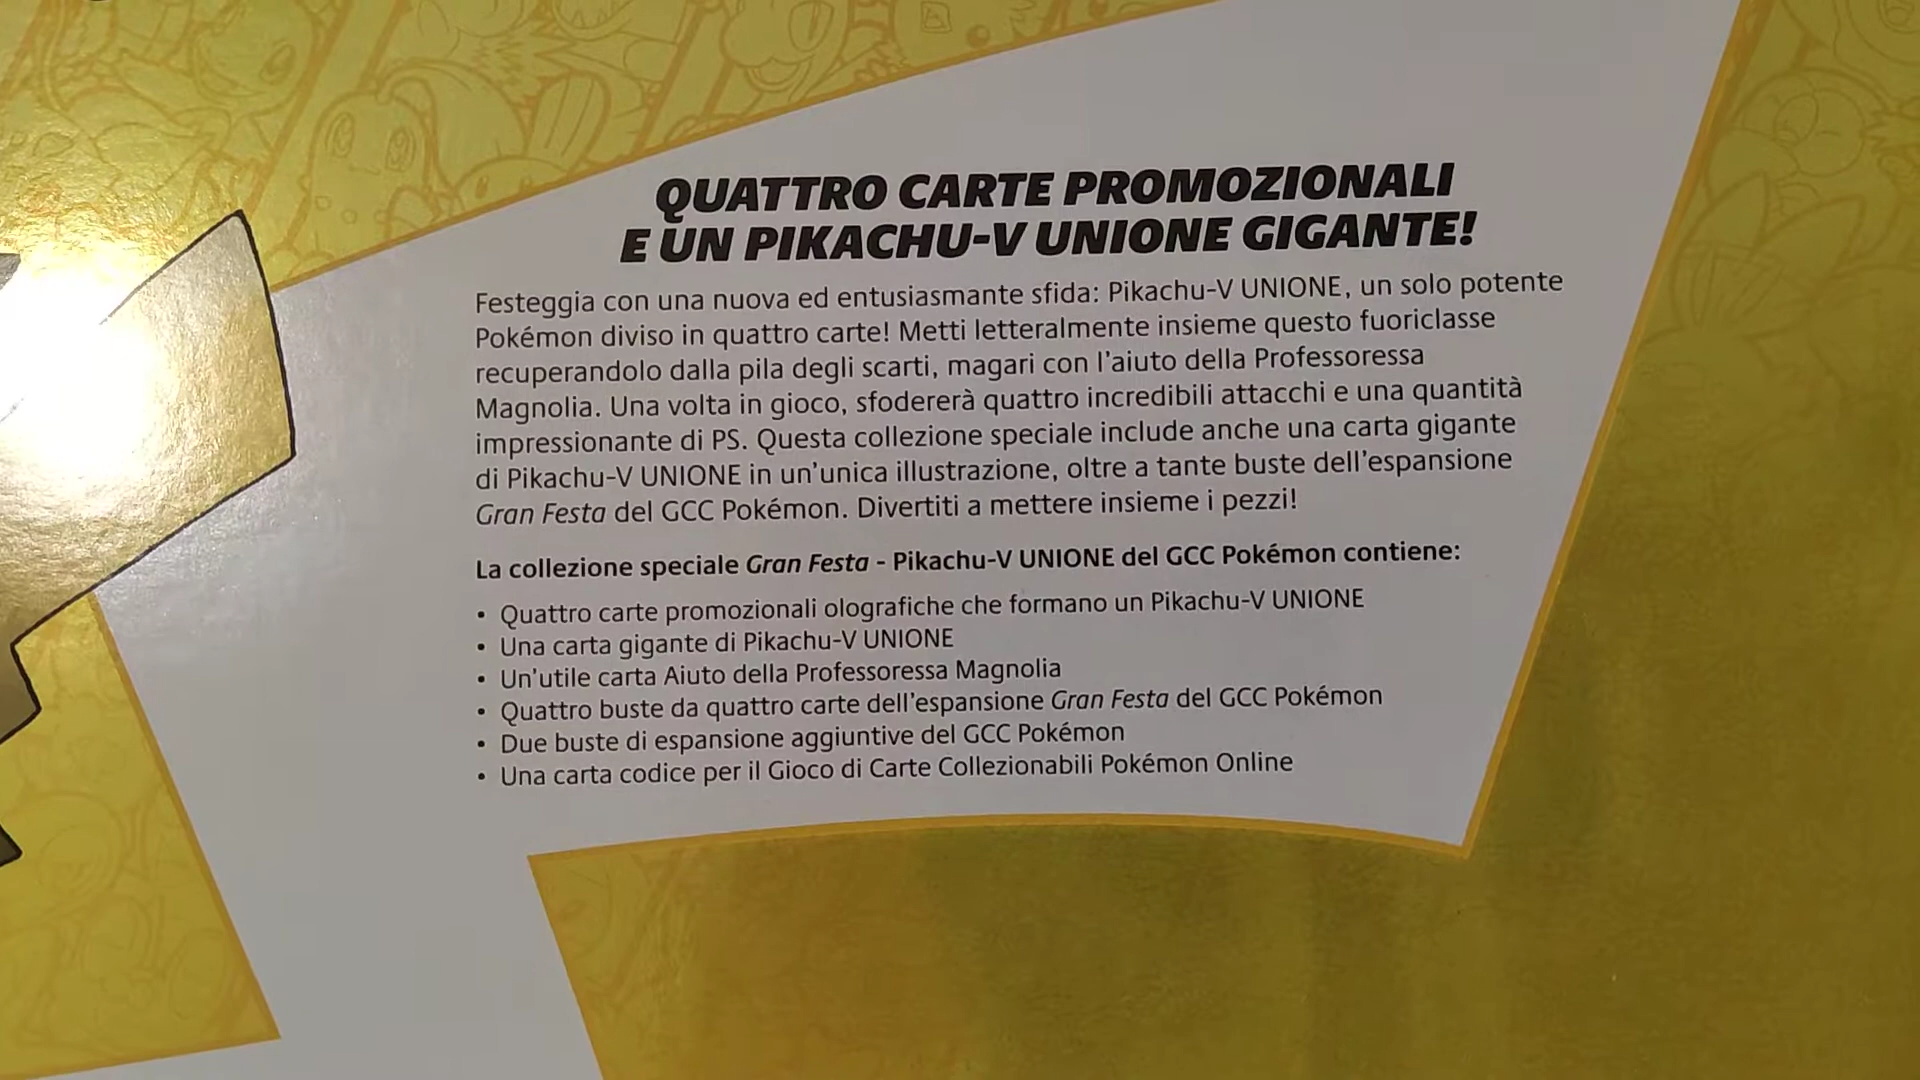 QUATTRO CARTE PROMOZIONALI
E UN PIKACHU-V UNIONE GIGANTE!
Festeggia con una nuova ed entusiasmante sfida: Pikachu-V UNIONE, un solo potente
Pokémon diviso in quattro carte! Metti letteralmente insieme questo fuoriclasse
recuperandolo dalla pila degli scarti, magari con l'aiuto della Professoressa
Magnolia. Una volta in gioco, sfodererà quattro incredibili attacchi e una quantità
impressionante di PS. Questa collezione speciale include anche una carta gigante
di Pikachu-V UNIONE in un'unica illustrazione, oltre a tante buste dell'espansione
Gran Festa del GCC Pokémon. Divertiti a mettere insieme i pezzi!
La collezione speciale Gran Festa - Pikachu-V UNIONE del GCC Pokémon contiene:
• Quattro carte promozionali olografiche che formano un Pikachu-V UNIONE
• Una carta gigante di Pikachu-V UNIONE
• Un'utile carta Aiuto della Professoressa Magnolia
• Quattro buste da quattro carte dell'espansione Gran Festa del GCC Pokémon
• Due buste di espansione aggiuntive del GCC Pokémon
• Una carta codice per il Gioco di Carte Collezionabili Pokémon Online